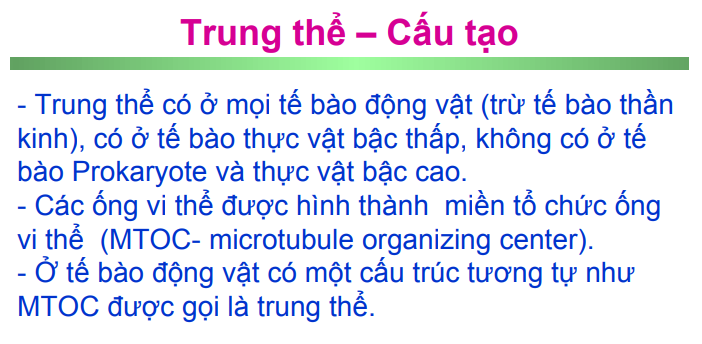 Trung thể – Cấu tạo
- Trung thể có ở mọi tế bào động vật (trừ tế bào thần
kinh), có ở tế bào thực vật bậc thấp, không có ở tế
bào Prokaryote và thực vật bậc cao.
- Các ống vi thể được hình thành  miền tổ chức ống
vi thể  (MTOC- microtubule organizing center).
- Ở tế bào động vật có một cấu trúc tương tự như
MTOC được gọi là trung thể.